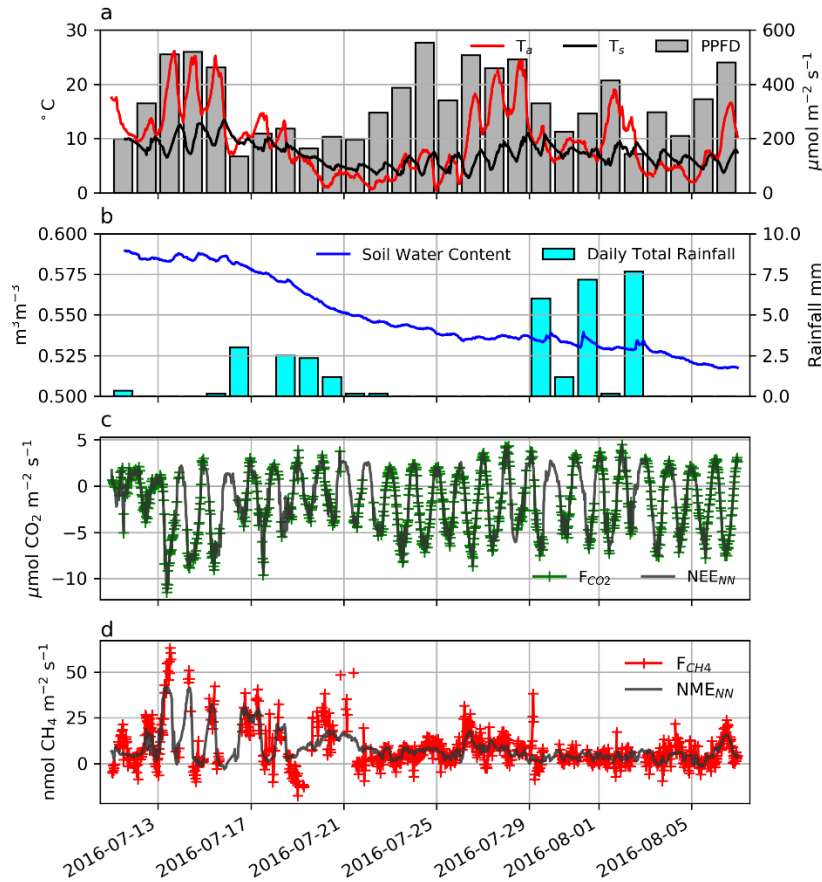 a
30
20
10
0
°C
T_a
T_s
PPFD
600
400
200
0
μmol m⁻² s⁻¹
b
0.600
0.575
0.550
0.525
0.500
m³m⁻³
Soil Water Content
Daily Total Rainfall
10.0
7.5
5.0
2.5
0.0
Rainfall mm
c
5
0
−5
−10
μmol CO₂ m⁻² s⁻¹
F_CO2
NEE_NN
d
50
25
0
nmol CH₄ m⁻² s⁻¹
F_CH4
NME_NN
2016-07-13
2016-07-17
2016-07-21
2016-07-25
2016-07-29
2016-08-01
2016-08-05